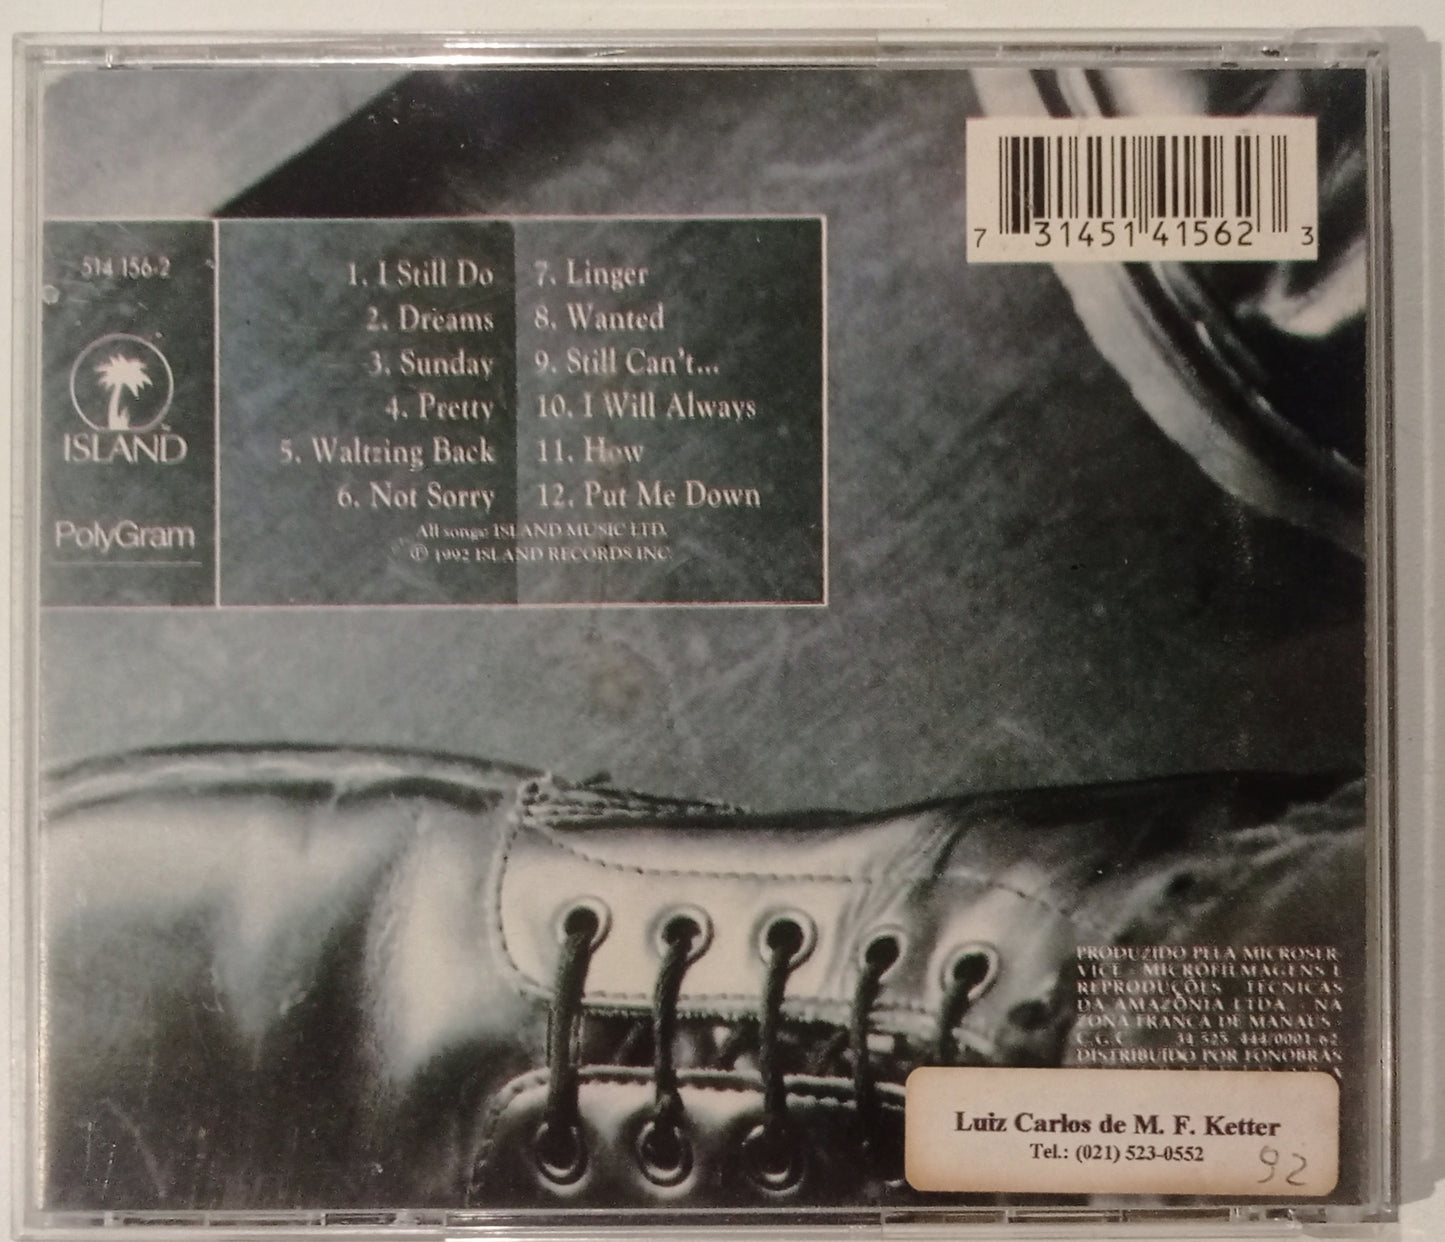 7 31451 41562 3
514 156-2
ISLAND
PolyGram
1. I Still Do
2. Dreams
3. Sunday
4. Pretty
5. Waltzing Back
6. Not Sorry
7. Linger
8. Wanted
9. Still Can't...
10. I Will Always
11. How
12. Put Me Down
All songs: ISLAND MUSIC LTD.
℗ 1992 ISLAND RECORDS INC.
PRODUZIDO PELA MICROSER
VICE - MICROFILMAGENS E
REPRODUÇÕES TÉCNICAS
DA AMAZÔNIA LTDA - NA
ZONA FRANCA DE MANAUS -
C.G.C 34 525 444/0001-62
DISTRIBUÍDO POR FONOBRÁS
Luiz Carlos de M. F. Ketter
Tel.: (021) 523-0552
92